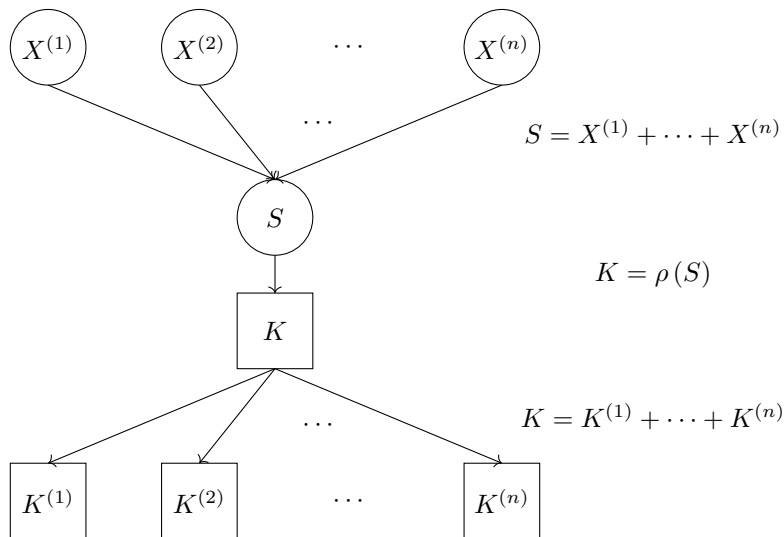 X^{(1)} X^{(2)} ⋯ X^{(n)}
⋯
S = X^{(1)} + ⋯ + X^{(n)}
S
K = ρ (S)
K
⋯
K = K^{(1)} + ⋯ + K^{(n)}
K^{(1)} K^{(2)} ⋯ K^{(n)}